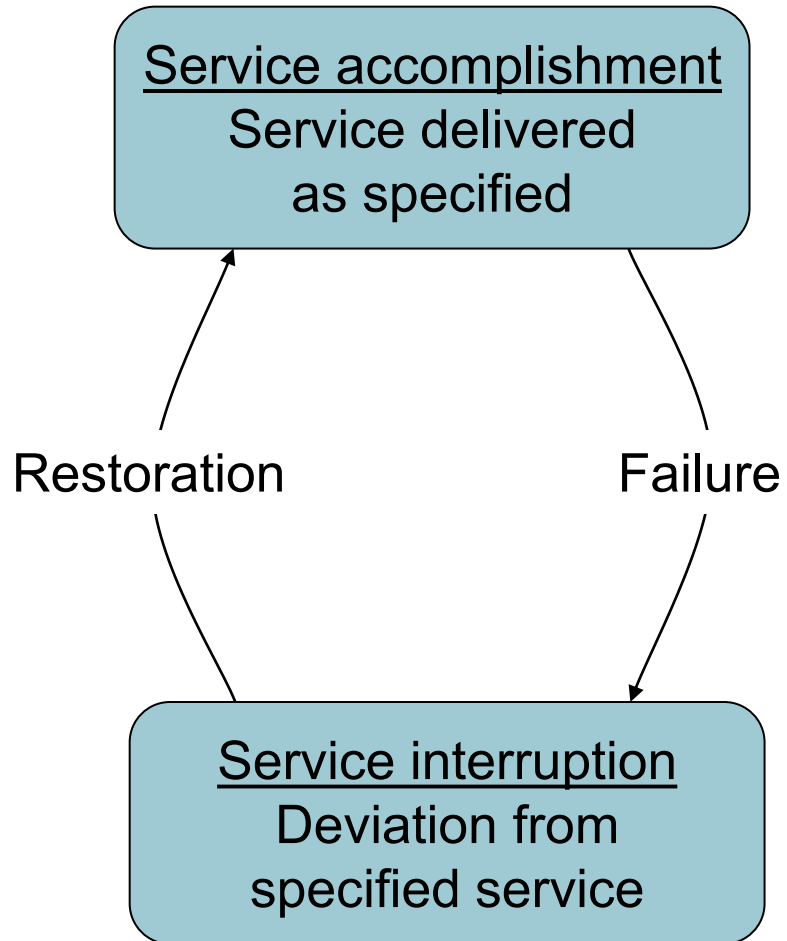 Service accomplishment
Service delivered
as specified
Restoration
Failure
Service interruption
Deviation from
specified service